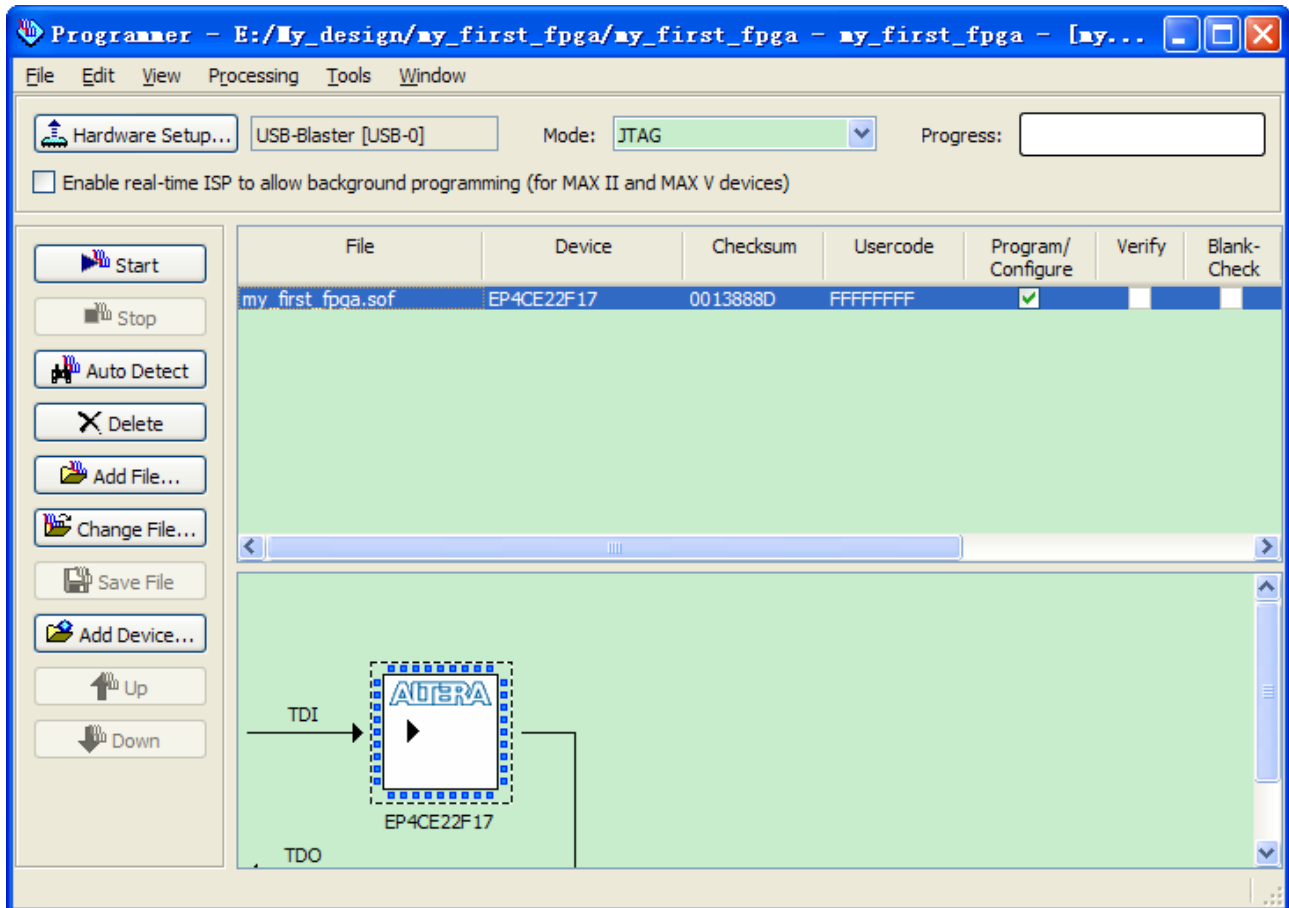 Programmer - E:/My_design/my_first_fpga/my_first_fpga - my_first_fpga - [my...
File Edit View Processing Tools Window
Hardware Setup... USB-Blaster [USB-0] Mode: JTAG Progress:
Enable real-time ISP to allow background programming (for MAX II and MAX V devices)
File Device Checksum Usercode Program/ Verify Blank-
Configure Check
my_first_fpga.sof EP4CE22F17 0013888D FFFFFFFF
Start
Stop
Auto Detect
Delete
Add File...
Change File...
Save File
Add Device...
Up
Down
ALTERA
TDI
EP4CE22F17
TDO